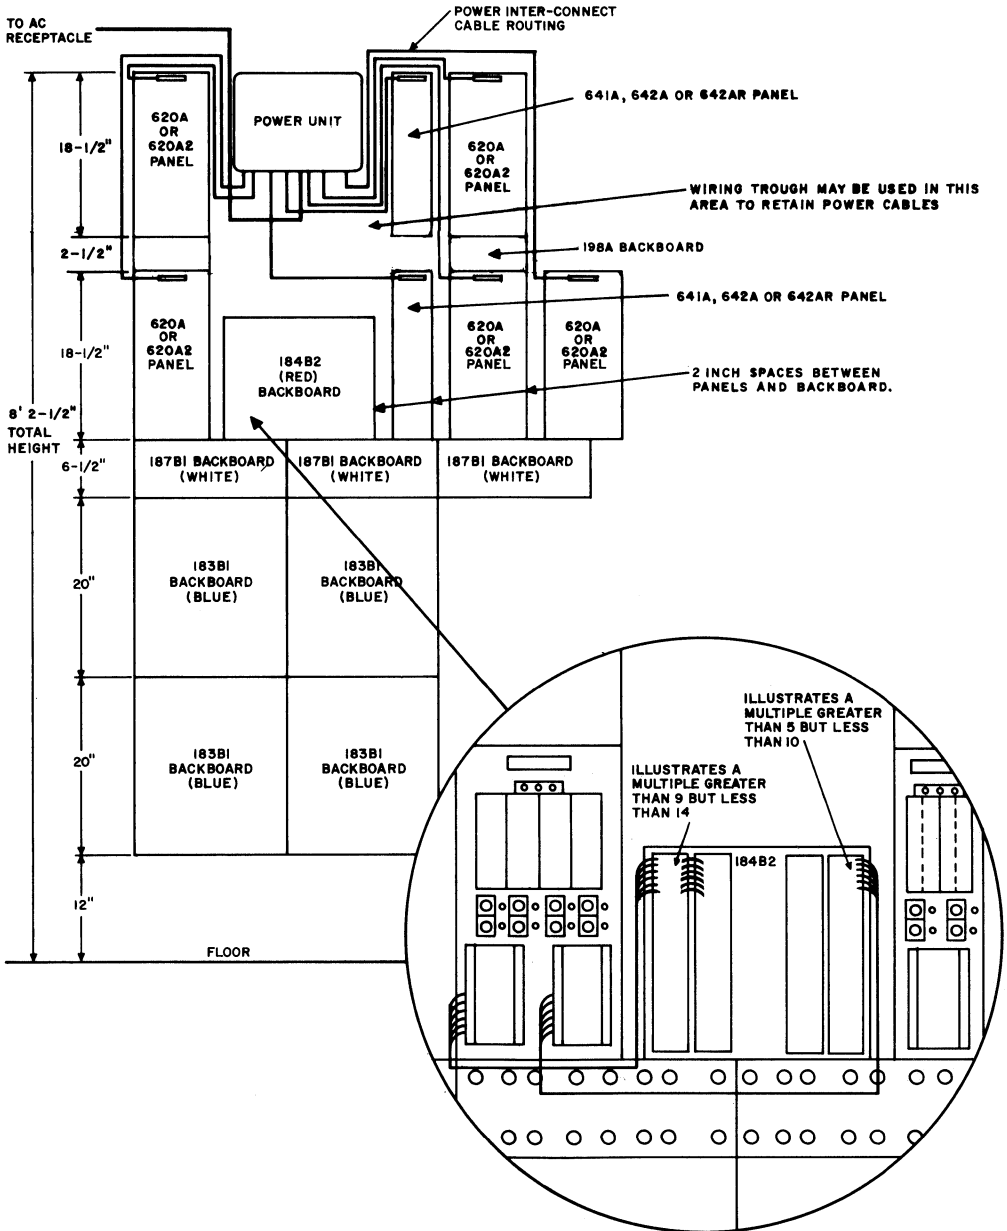 TO AC
RECEPTACLE
POWER INTER-CONNECT
CABLE ROUTING
641A, 642A OR 642AR PANEL
620A
OR
620A2
PANEL
POWER UNIT
18-1/2"
620A
OR
620A2
PANEL
WIRING TROUGH MAY BE USED IN THIS
AREA TO RETAIN POWER CABLES
2-1/2"
198A BACKBOARD
641A, 642A OR 642AR PANEL
620A
OR
620A2
PANEL
18-1/2"
184B2
(RED)
BACKBOARD
620A
OR
620A2
PANEL
620A
OR
620A2
PANEL
2 INCH SPACES BETWEEN
PANELS AND BACKBOARD.
8' 2-1/2"
TOTAL
HEIGHT
6-1/2"
187B1 BACKBOARD
(WHITE)
187B1 BACKBOARD
(WHITE)
187B1 BACKBOARD
(WHITE)
20"
183B1
BACKBOARD
(BLUE)
183B1
BACKBOARD
(BLUE)
20"
183B1
BACKBOARD
(BLUE)
183B1
BACKBOARD
(BLUE)
12"
FLOOR
ILLUSTRATES A
MULTIPLE GREATER
THAN 5 BUT LESS
THAN 10
ILLUSTRATES A
MULTIPLE GREATER
THAN 9 BUT LESS
THAN 14
184B2